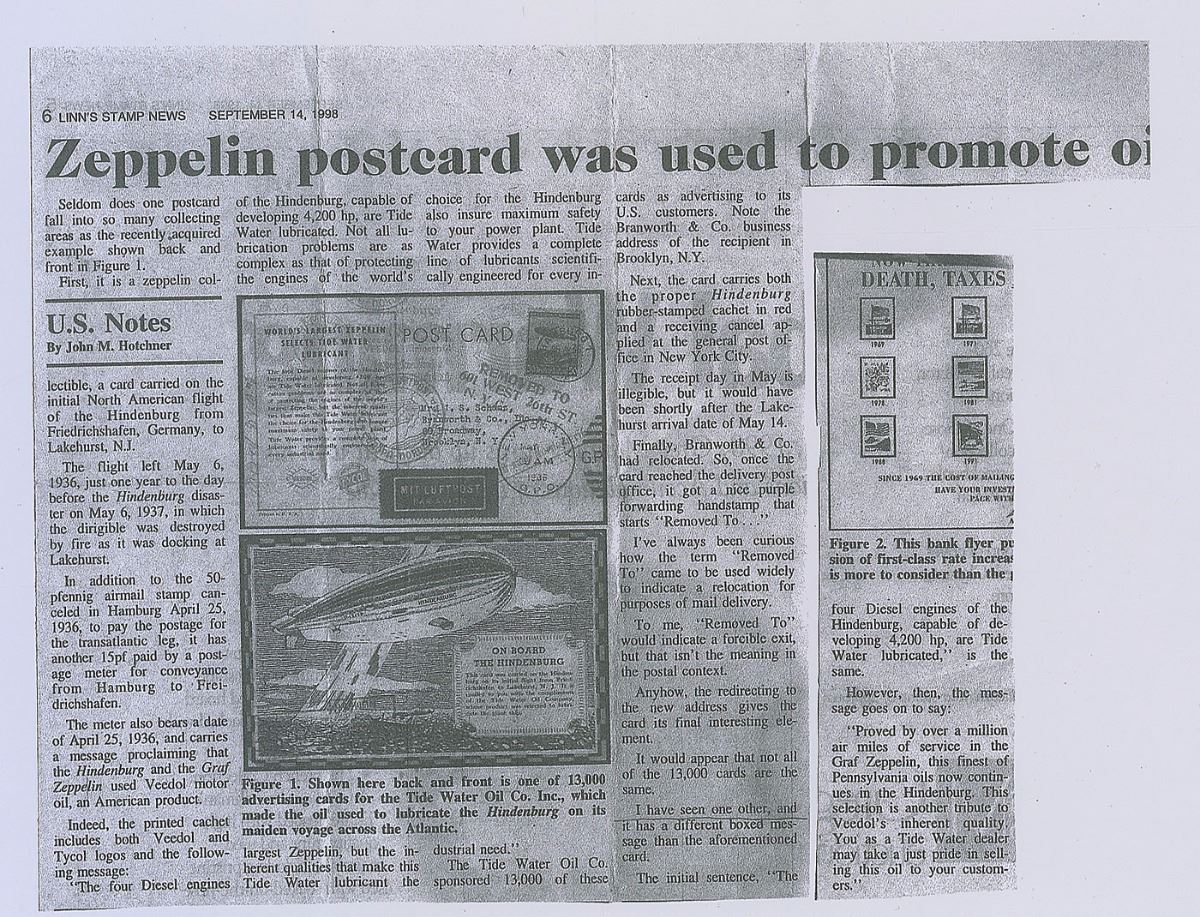 6 LINN'S STAMP NEWS SEPTEMBER 14, 1998
Zeppelin postcard was used to promote oi
Seldom does one postcard
fall into so many collecting
areas as the recently acquired
example shown back and
front in Figure 1.
First, it is a zeppelin col-
U.S. Notes
By John M. Hotchner
lectible, a card carried on the
initial North American flight
of the Hindenburg from
Friedrichshafen, Germany, to
Lakehurst, N.J.
The flight left May 6,
1936, just one year to the day
before the Hindenburg disas-
ter on May 6, 1937, in which
the dirigible was destroyed
by fire as it was docking at
Lakehurst.
In addition to the 50-
pfennig airmail stamp can-
celed in Hamburg April 25,
1936, to pay the postage for
the transatlantic leg, it has
another 15pf paid by a post-
age meter for conveyance
from Hamburg to Frei-
drichshafen.
The meter also bears a date
of April 25, 1936, and carries
a message proclaiming that
the Hindenburg and the Graf
Zeppelin used Veedol motor
oil, an American product.
Indeed, the printed cachet
includes both Veedol and
Tycol logos and the follow-
ing message:
"The four Diesel engines
of the Hindenburg, capable of
developing 4,200 hp, are Tide
Water lubricated. Not all lu-
brication problems are as
complex as that of protecting
the engines of the world's
WORLD'S LARGEST ZEPPELIN
SELECTS TIDE WATER
LUBRICANT
POST CARD
REMOVED TO
601 WEST 26th ST.
N. Y. C.
Broadway,
Brooklyn, N. Y.
MIT LUFTPOST
ON BOARD
THE HINDENBURG
Figure 1. Shown here back and front is one of 13,000
advertising cards for the Tide Water Oil Co. Inc., which
made the oil used to lubricate the Hindenburg on its
maiden voyage across the Atlantic.
largest Zeppelin, but the in-
herent qualities that make this
Tide Water lubricant the
choice for the Hindenburg
also insure maximum safety
to your power plant. Tide
Water provides a complete
line of lubricants scientifi-
cally engineered for every in-
dustrial need."
The Tide Water Oil Co.
sponsored 13,000 of these
cards as advertising to its
U.S. customers. Note the
Branworth & Co. business
address of the recipient in
Brooklyn, N.Y.
Next, the card carries both
the proper Hindenburg
rubber-stamped cachet in red
and a receiving cancel ap-
plied at the general post of-
fice in New York City.
The receipt day in May is
illegible, but it would have
been shortly after the Lake-
hurst arrival date of May 14.
Finally, Branworth & Co.
had relocated. So, once the
card reached the delivery post
office, it got a nice purple
forwarding handstamp that
starts "Removed To . . ."
I've always been curious
how the term "Removed
To" came to be used widely
to indicate a relocation for
purposes of mail delivery.
To me, "Removed To"
would indicate a forcible exit,
but that isn't the meaning in
the postal context.
Anyhow, the redirecting to
the new address gives the
card its final interesting ele-
ment.
It would appear that not all
of the 13,000 cards are the
same.
I have seen one other, and
it has a different boxed mes-
sage than the aforementioned
card.
The initial sentence, "The
DEATH, TAXES
1969
1971
1978
1981
1988
1991
SINCE 1969 THE COST OF MAILING
HAVE YOUR INVEST
PACE WITH
Figure 2. This bank flyer pu
sion of first-class rate increas
is more to consider than the
four Diesel engines of the
Hindenburg, capable of de-
veloping 4,200 hp, are Tide
Water lubricated," is the
same.
However, then, the mes-
sage goes on to say:
"Proved by over a million
air miles of service in the
Graf Zeppelin, this finest of
Pennsylvania oils now contin-
ues in the Hindenburg. This
selection is another tribute to
Veedol's inherent quality.
You as a Tide Water dealer
may take a just pride in sell-
ing this oil to your custom-
ers."